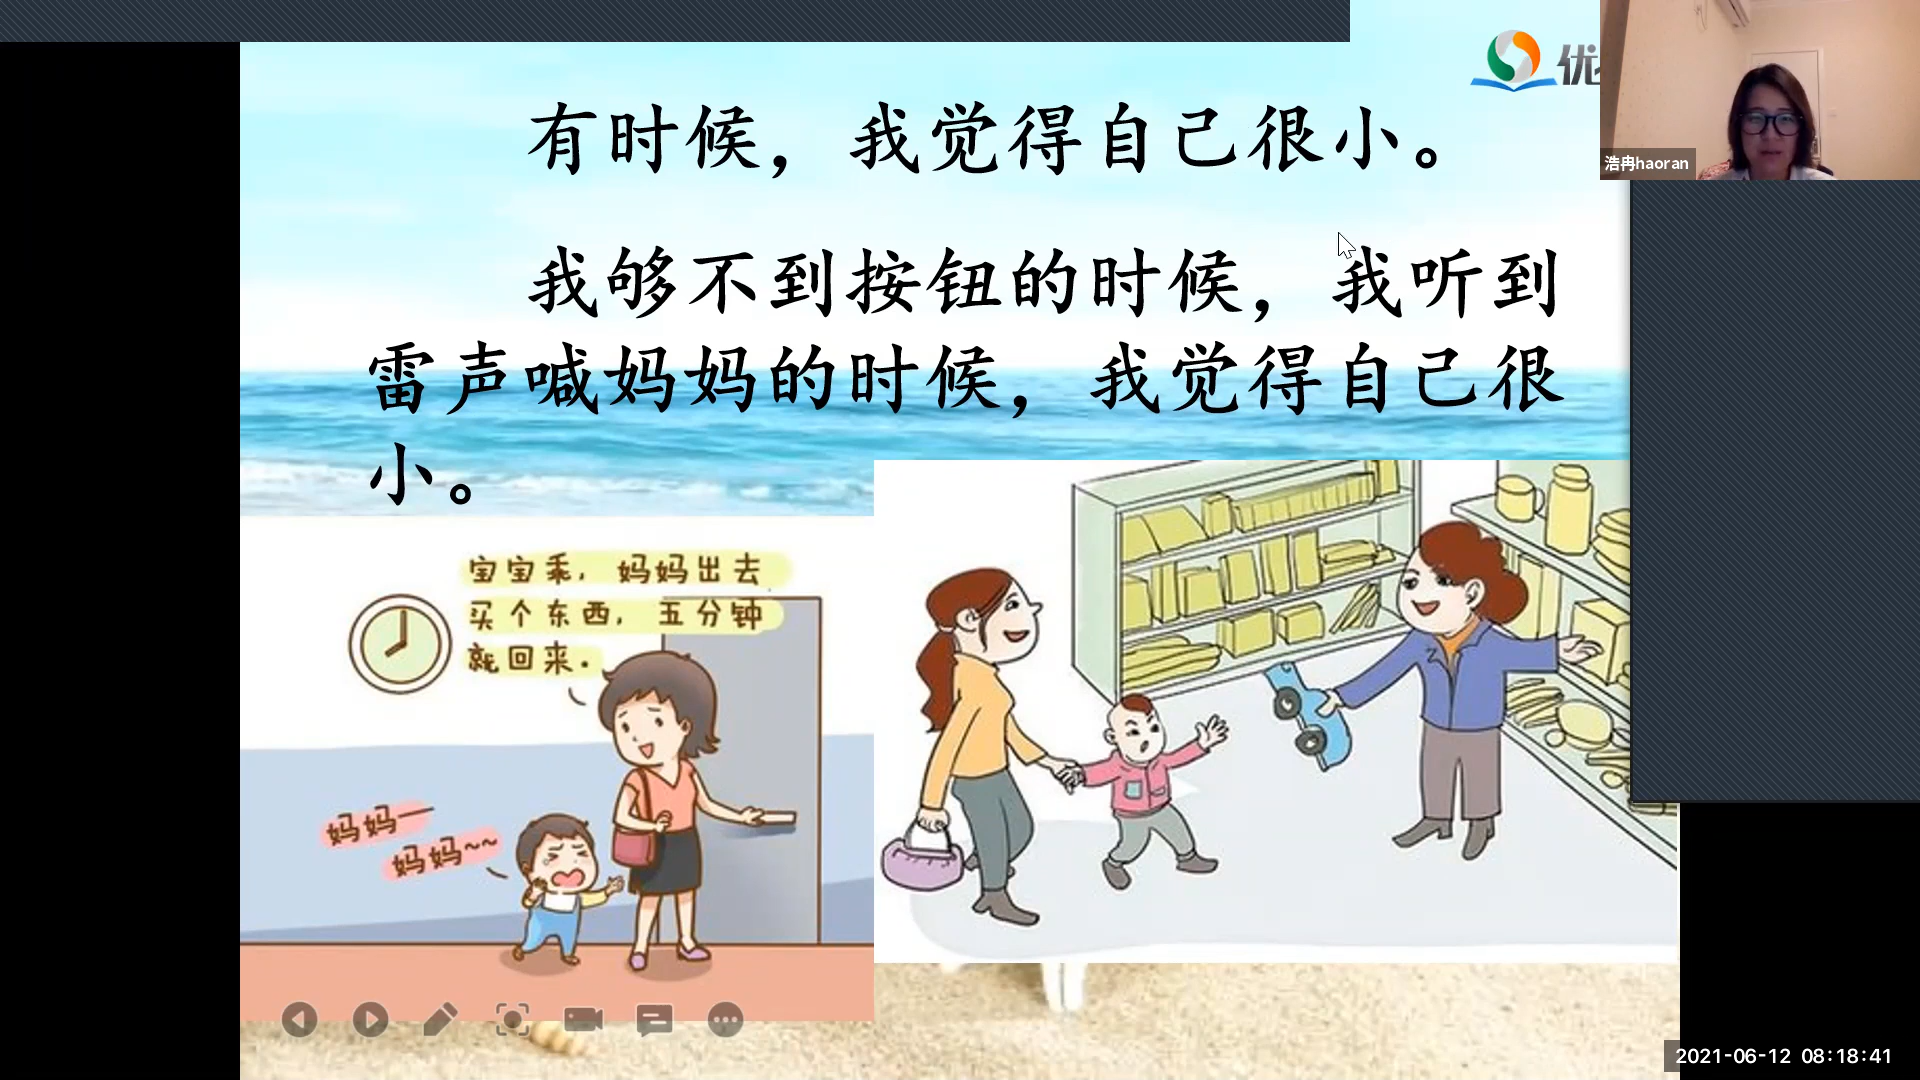 优
浩冉haoran
有时候，我觉得自己很小。
我够不到按钮的时候，我听到
雷声喊妈妈的时候，我觉得自己很
小。
宝宝乖，妈妈出去
买个东西，五分钟
就回来.
妈妈一
妈妈~~
2021-06-12 08:18:41